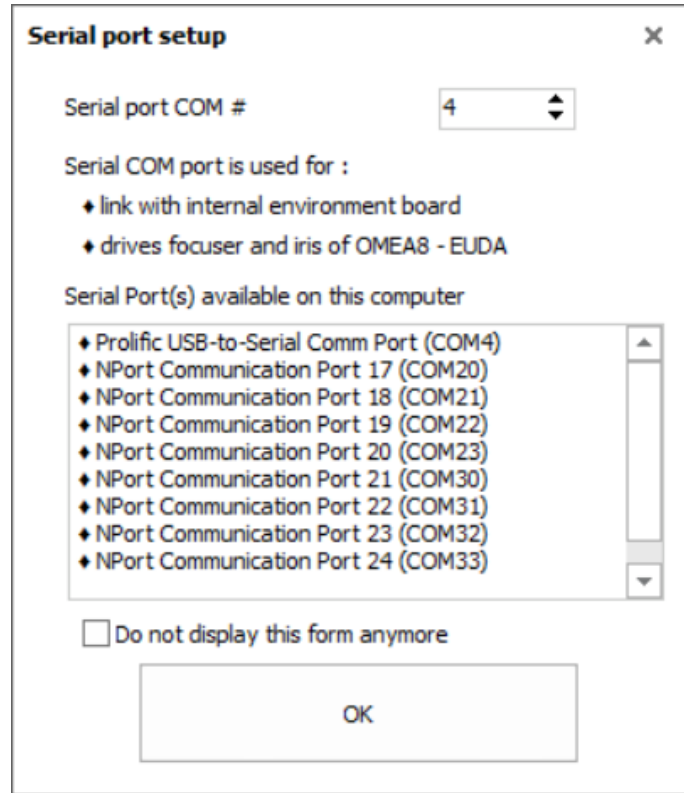 Serial port setup
Serial port COM # 4
Serial COM port is used for :
♦ link with internal environment board
♦ drives focuser and iris of OMEA8 - EUDA
Serial Port(s) available on this computer
♦ Prolific USB-to-Serial Comm Port (COM4)
♦ NPort Communication Port 17 (COM20)
♦ NPort Communication Port 18 (COM21)
♦ NPort Communication Port 19 (COM22)
♦ NPort Communication Port 20 (COM23)
♦ NPort Communication Port 21 (COM30)
♦ NPort Communication Port 22 (COM31)
♦ NPort Communication Port 23 (COM32)
♦ NPort Communication Port 24 (COM33)
Do not display this form anymore
OK